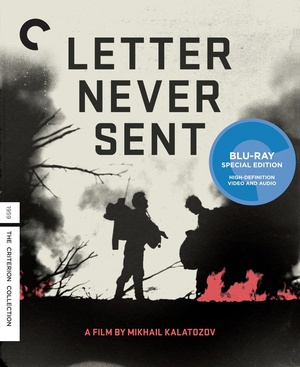 LETTER
NEVER
SENT
BLU-RAY
SPECIAL EDITION
HIGH-DEFINITION
VIDEO AND AUDIO
1959
THE CRITERION COLLECTION
A FILM BY MIKHAIL KALATOZOV